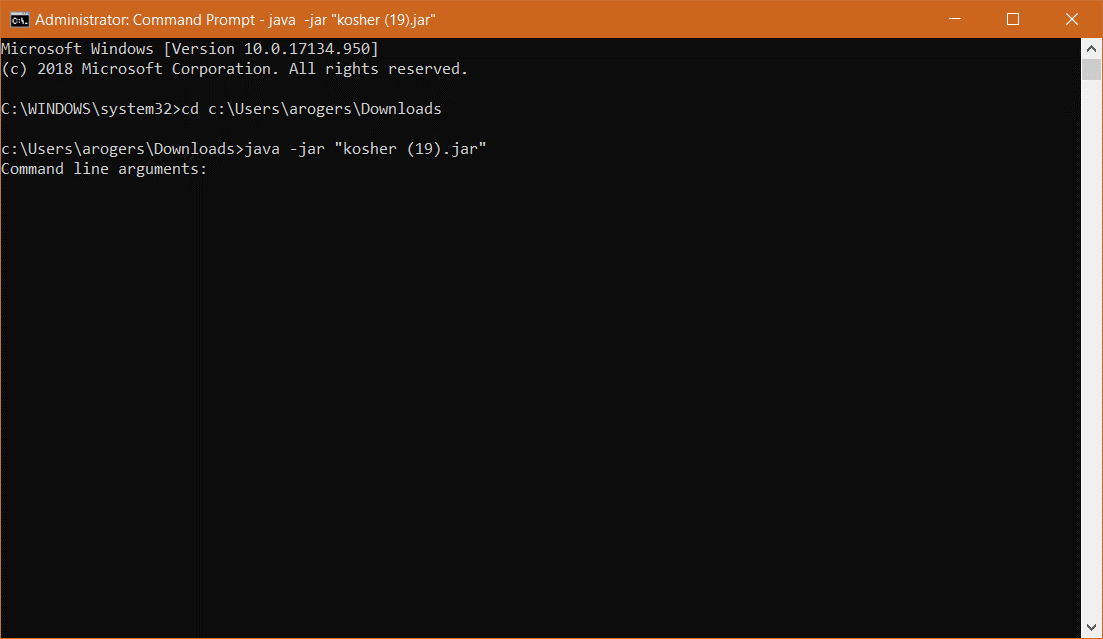 Administrator: Command Prompt - java  -jar "kosher (19).jar"
Microsoft Windows [Version 10.0.17134.950]
(c) 2018 Microsoft Corporation. All rights reserved.
C:\WINDOWS\system32>cd c:\Users\arogers\Downloads
c:\Users\arogers\Downloads>java -jar "kosher (19).jar"
Command line arguments: